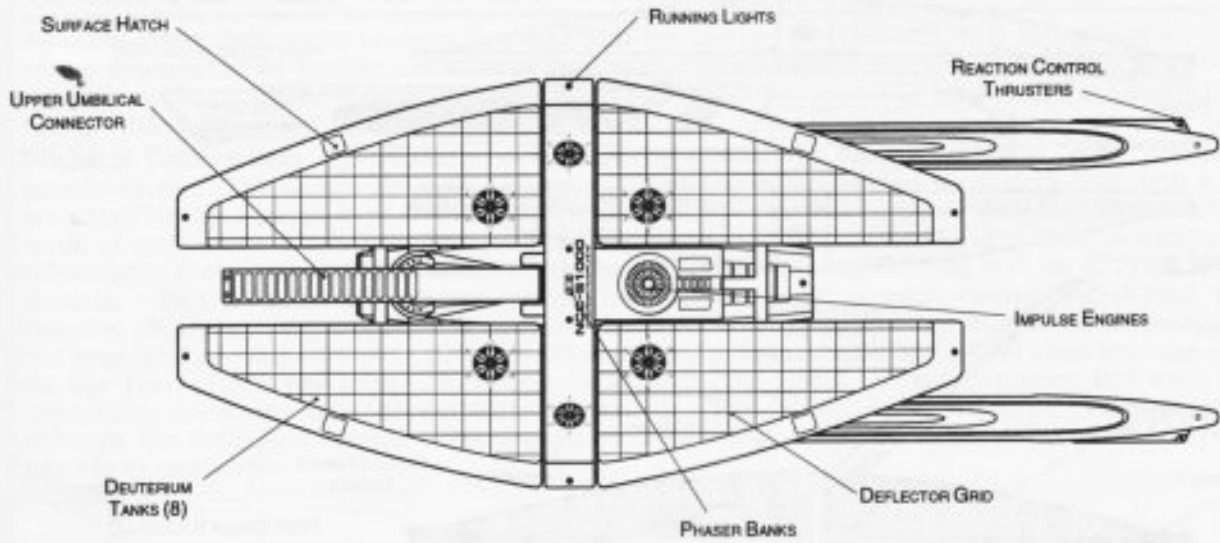 SURFACE HATCH
RUNNING LIGHTS
REACTION CONTROL
THRUSTERS
UPPER UMBILICAL
CONNECTOR
IMPULSE ENGINES
DEUTERIUM
TANKS (8)
DEFLECTOR GRID
PHASER BANKS